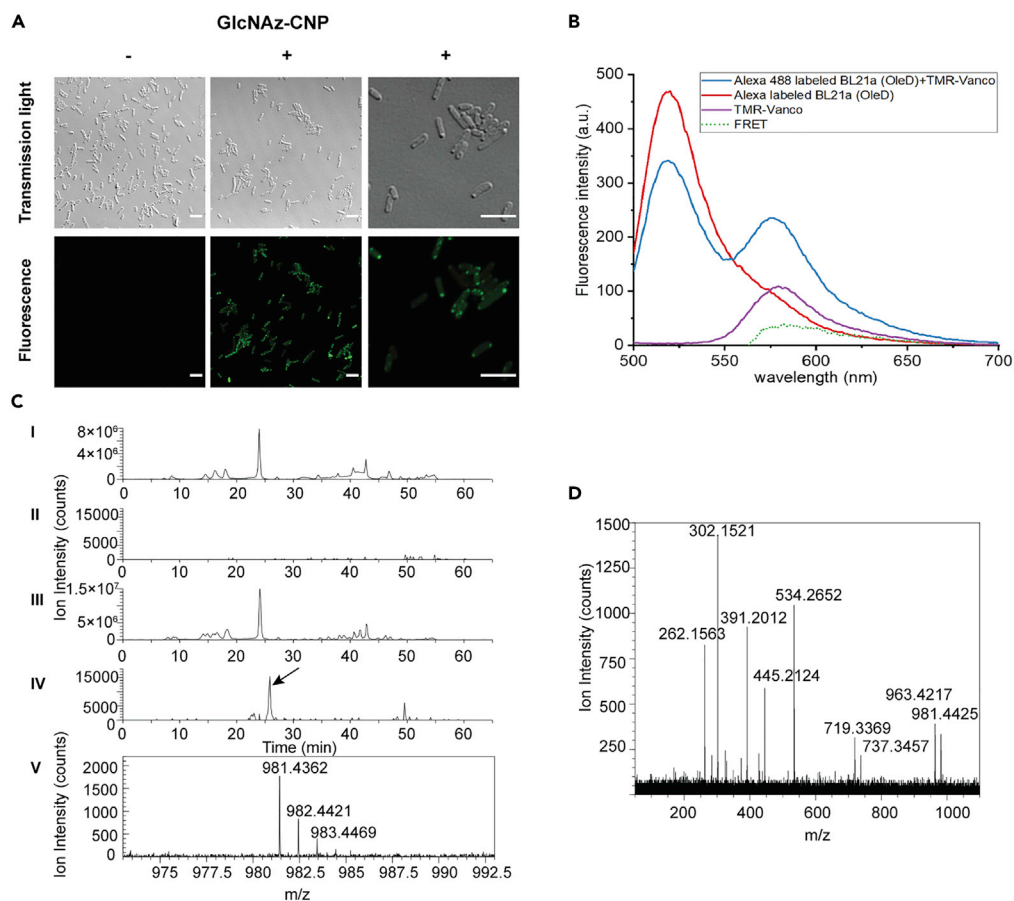 A
GlcNAz-CNP
- + +
Transmission light
Fluorescence
B
Fluorescence intensity (a.u.)
500
400
300
200
100
0
Alexa 488 labeled BL21a (OleD)+TMR-Vanco
Alexa labeled BL21a (OleD)
TMR-Vanco
FRET
500 550 600 650 700
wavelength (nm)
C
Ion Intensity (counts)
I
8×10⁶
4×10⁶
0
0 10 20 30 40 50 60
II
15000
5000
0
0 10 20 30 40 50 60
III
1.5×10⁷
5×10⁶
0
0 10 20 30 40 50 60
IV
15000
5000
0
0 10 20 30 40 50 60
Time (min)
V
Ion Intensity (counts)
2000
1500
1000
500
0
981.4362
982.4421
983.4469
975 977.5 980 982.5 985 987.5 990 992.5
m/z
D
Ion Intensity (counts)
1500
1250
1000
750
500
250
302.1521
534.2652
391.2012
262.1563
445.2124
963.4217
981.4425
719.3369
737.3457
200 400 600 800 1000
m/z